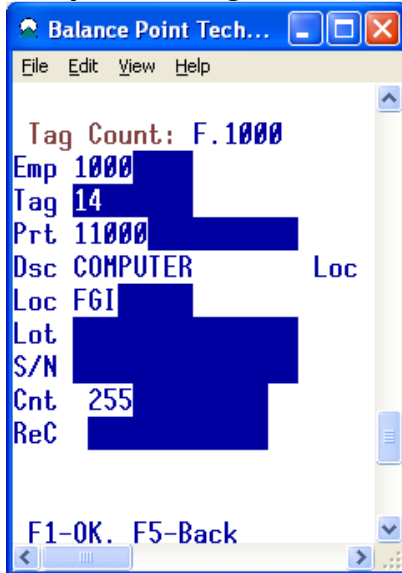 Balance Point Tech...
File Edit View Help
Tag Count: F.1000
Emp 1000
Tag 14
Prt 11000
Dsc COMPUTER Loc
Loc FGI
Lot
S/N
Cnt 255
ReC
F1-OK. F5-Back